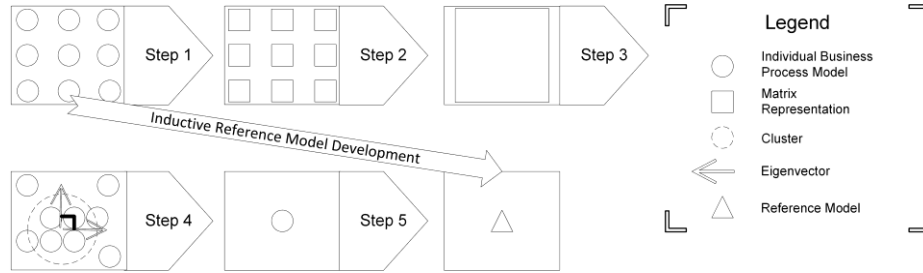 Step 1
Step 2
Step 3
Inductive Reference Model Development
Step 4
Step 5
Legend
Individual Business
Process Model
Matrix
Representation
Cluster
Eigenvector
Reference Model